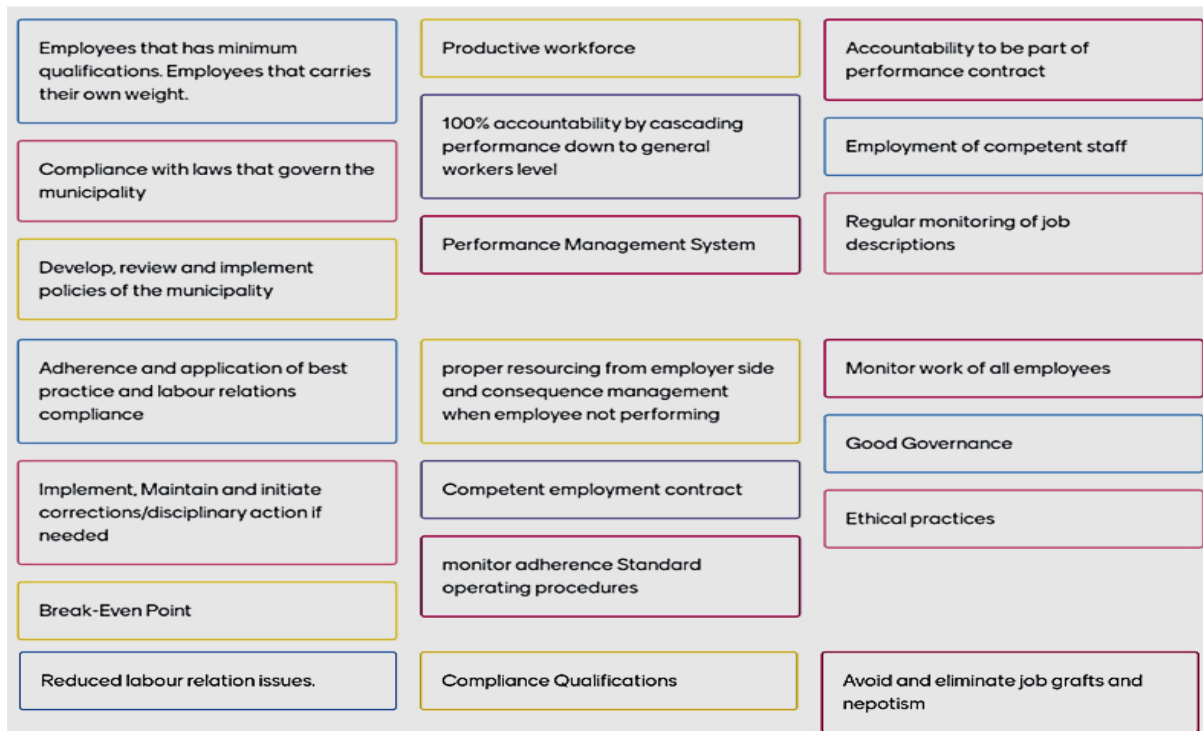 Employees that has minimum
qualifications. Employees that carries
their own weight.
Compliance with laws that govern the
municipality
Develop, review and implement
policies of the municipality
Productive workforce
100% accountability by cascading
performance down to general
workers level
Performance Management System
Accountability to be part of
performance contract
Employment of competent staff
Regular monitoring of job
descriptions
Adherence and application of best
practice and labour relations
compliance
Implement, Maintain and initiate
corrections/disciplinary action if
needed
Break-Even Point
proper resourcing from employer side
and consequence management
when employee not performing
Competent employment contract
monitor adherence Standard
operating procedures
Monitor work of all employees
Good Governance
Ethical practices
Reduced labour relation issues.
Compliance Qualifications
Avoid and eliminate job grafts and
nepotism